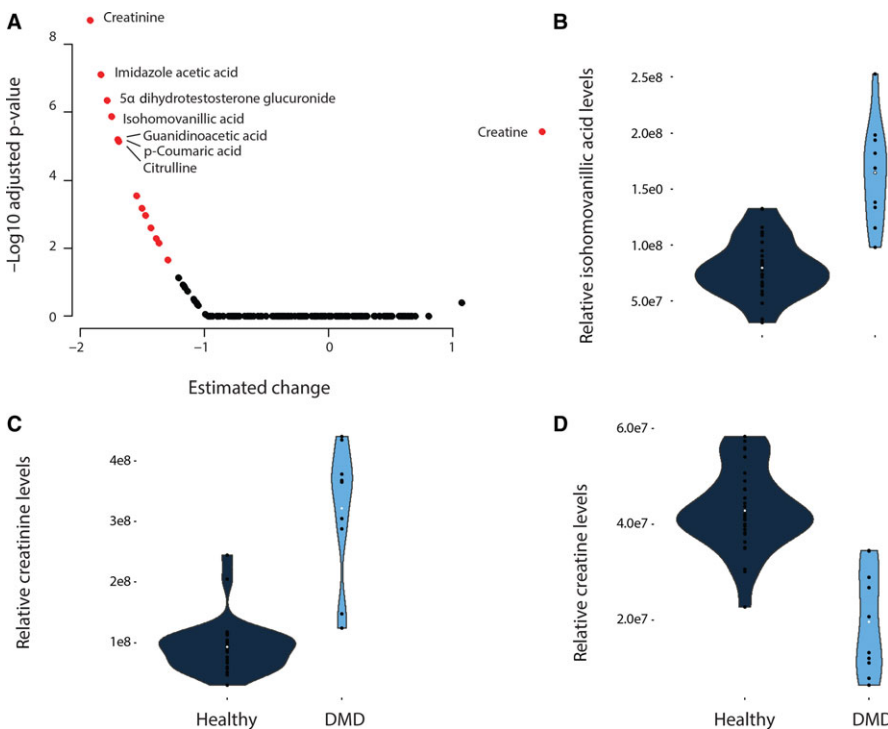 A
Creatinine
8
Imidazole acetic acid
5α dihydrotestosterone glucuronide
6
Isohomovanillic acid
Guanidinoacetic acid
p-Coumaric acid
Citrulline
Creatine
4
2
0
−Log10 adjusted p-value
−2
−1
0
1
Estimated change
B
Relative isohomovanillic acid levels
2.5e8
2.0e8
1.5e0
1.0e8
5.0e7
C
Relative creatinine levels
4e8
3e8
2e8
1e8
Healthy
DMD
D
Relative creatine levels
6.0e7
4.0e7
2.0e7
Healthy
DMD